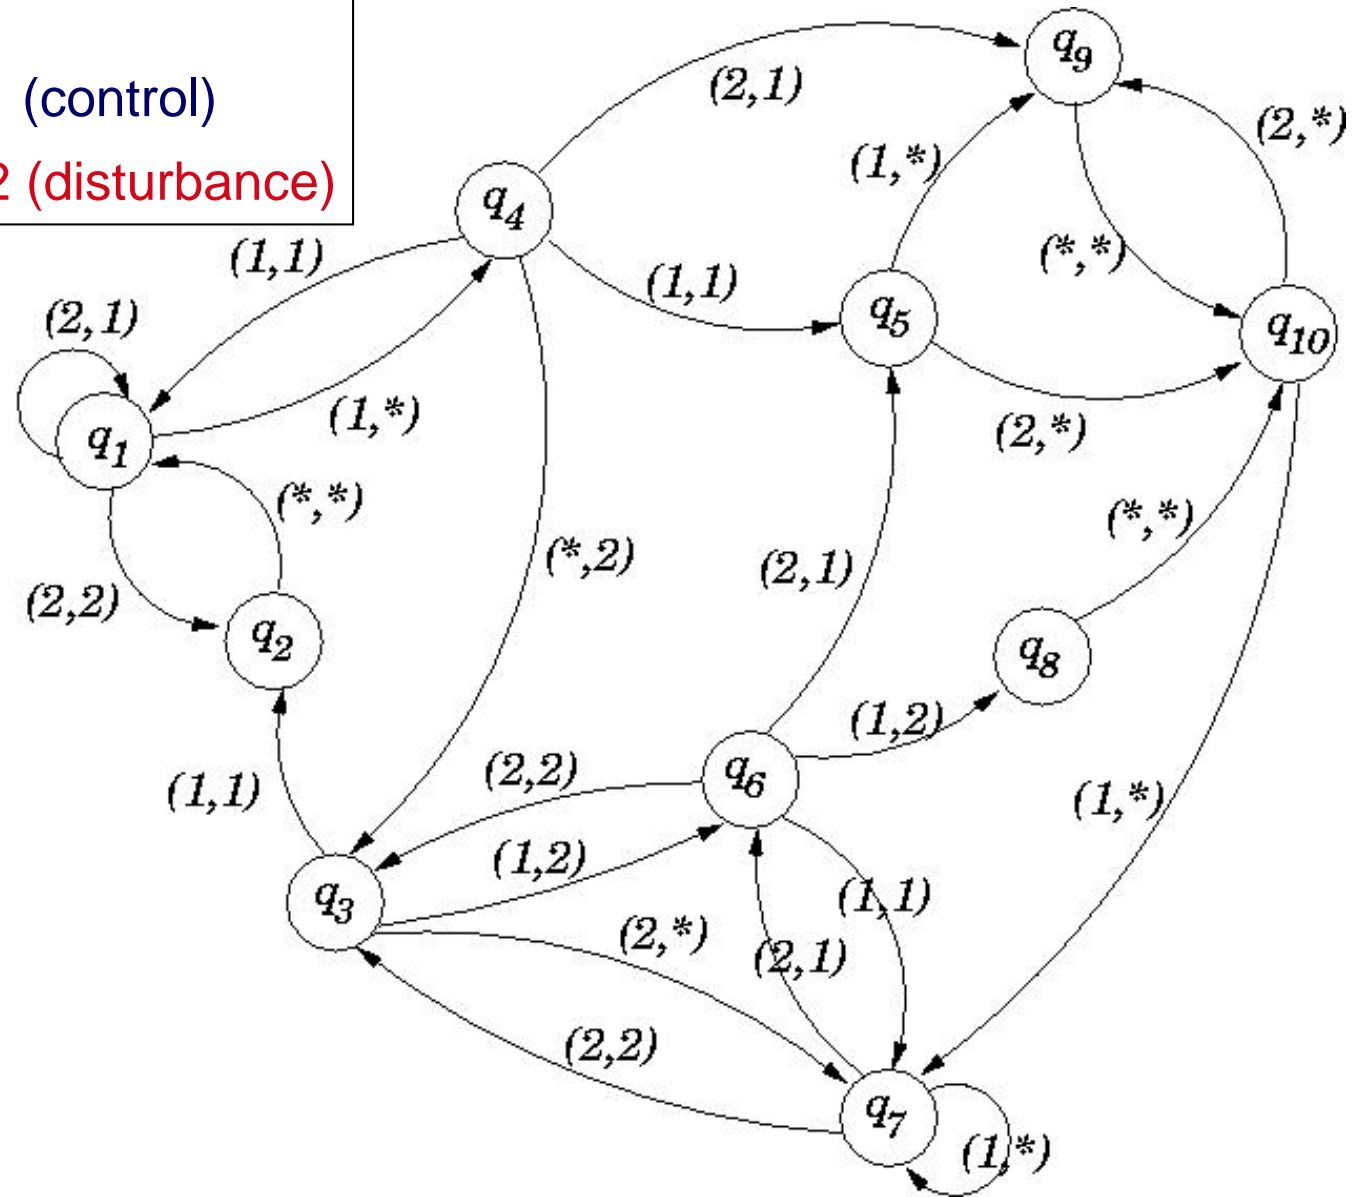 (control)
2 (disturbance)
q9
(2,1)
(2,*)
(1,*)
q4
(1,1)
(*,*)
(1,1)
q5
q10
(2,1)
(1,*)
(2,*)
q1
(*,*)
(*,*)
(*,2)
(2,1)
(2,2)
q2
q8
(1,2)
(2,2)
q6
(1,1)
(1,*)
(1,2)
q3
(1,1)
(2,*)
(2,1)
(2,2)
q7
(1,*)